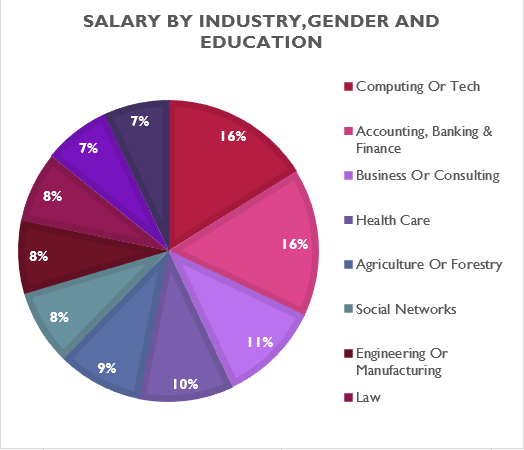 SALARY BY INDUSTRY,GENDER AND
EDUCATION
7%
16%
7%
8%
16%
8%
8%
11%
9%
10%
Computing Or Tech
Accounting, Banking &
Finance
Business Or Consulting
Health Care
Agriculture Or Forestry
Social Networks
Engineering Or
Manufacturing
Law